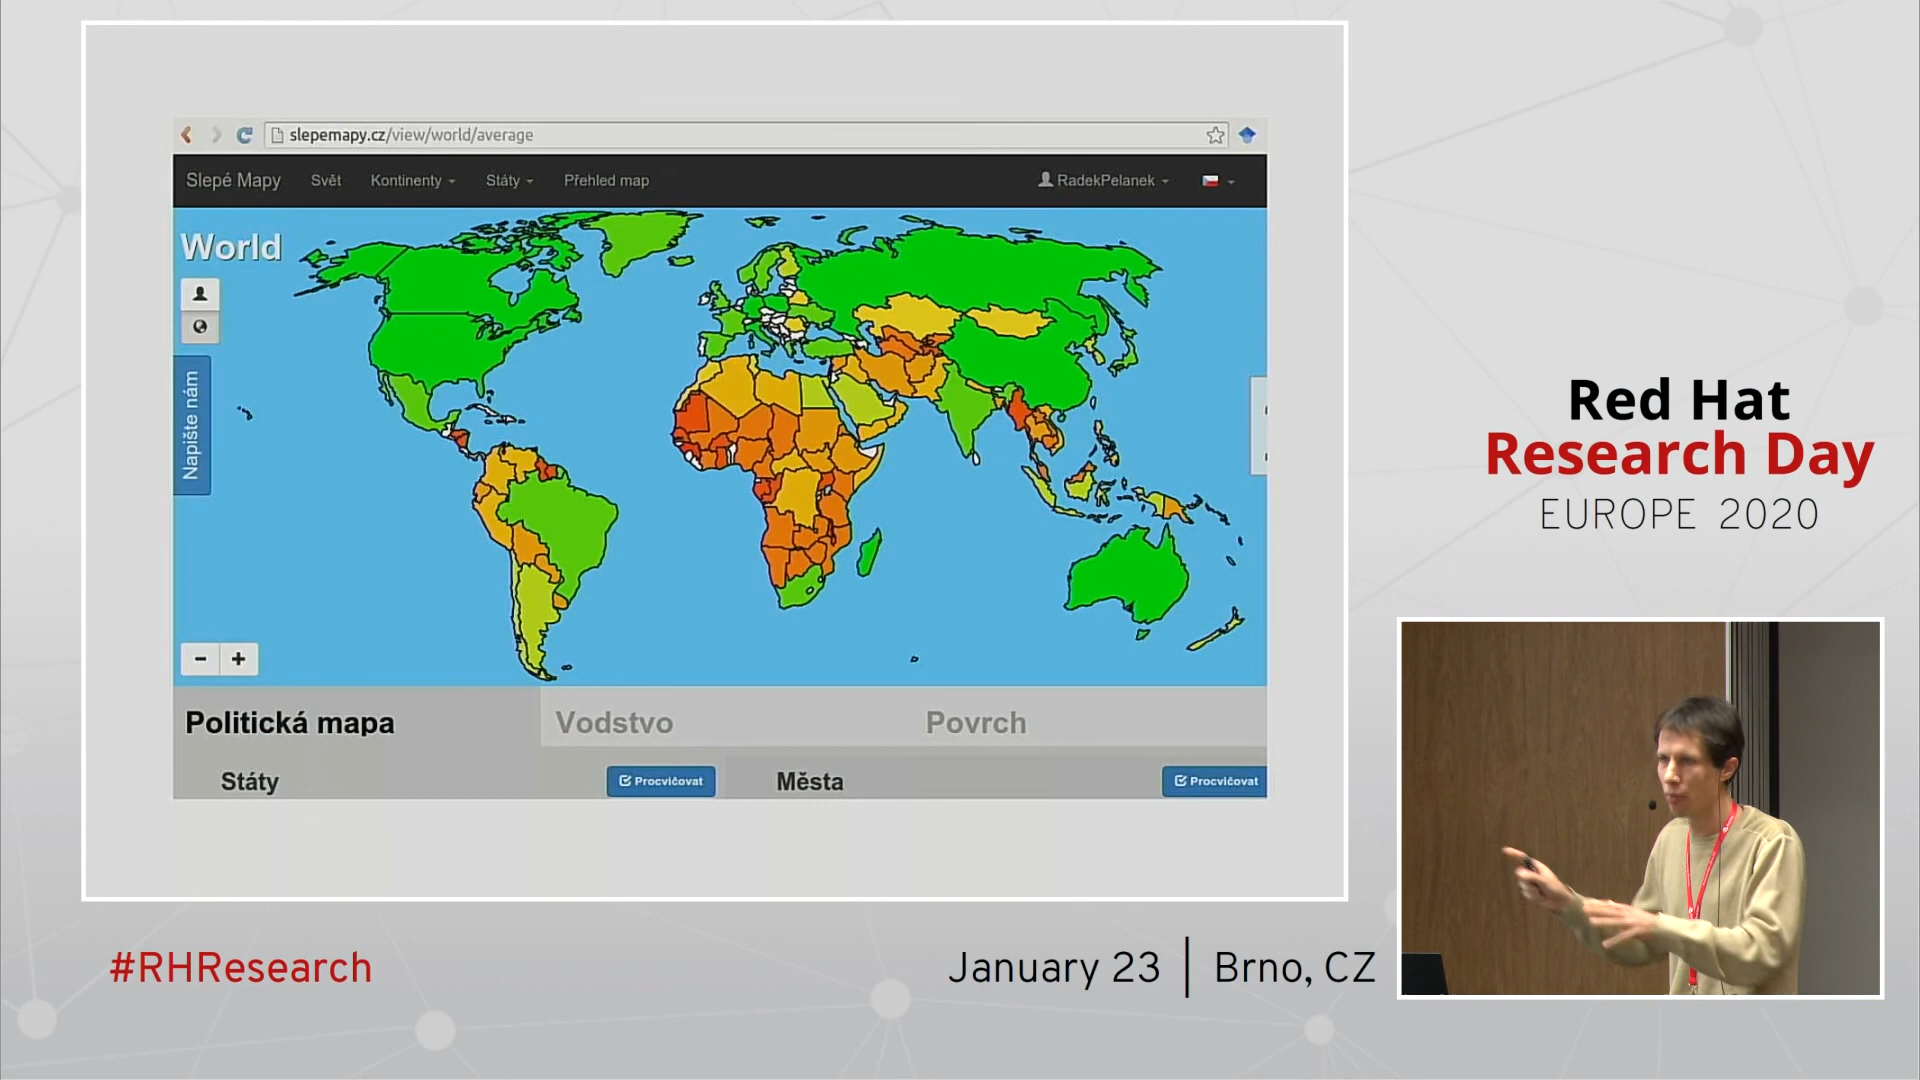 slepemapy.cz/view/world/average
Slepé Mapy Svět Kontinenty Státy Přehled map RadekPelanek
World
Napište nám
Politická mapa Vodstvo Povrch
Státy Procvičovat Města Procvičovat
Red Hat
Research Day
EUROPE 2020
#RHResearch
January 23 | Brno, CZ